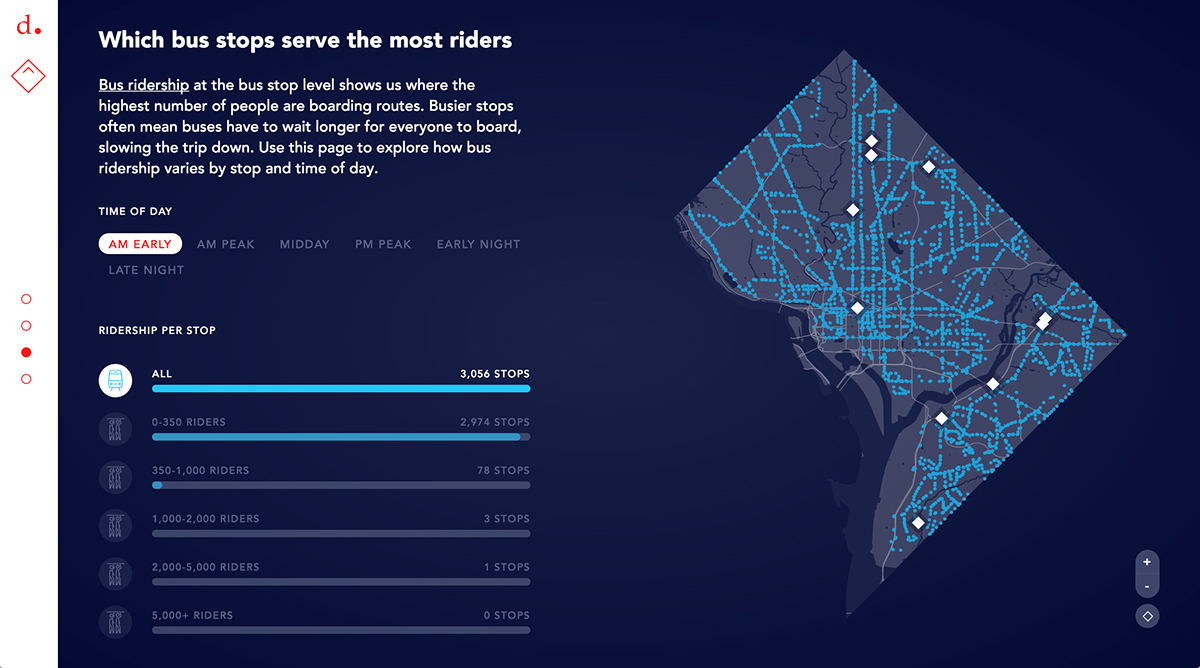 d.
Which bus stops serve the most riders
Bus ridership at the bus stop level shows us where the
highest number of people are boarding routes. Busier stops
often mean buses have to wait longer for everyone to board,
slowing the trip down. Use this page to explore how bus
ridership varies by stop and time of day.
TIME OF DAY
AM EARLY AM PEAK MIDDAY PM PEAK EARLY NIGHT
LATE NIGHT
RIDERSHIP PER STOP
ALL 3,056 STOPS
0-350 RIDERS 2,974 STOPS
350-1,000 RIDERS 78 STOPS
1,000-2,000 RIDERS 3 STOPS
2,000-5,000 RIDERS 1 STOPS
5,000+ RIDERS 0 STOPS
+
-